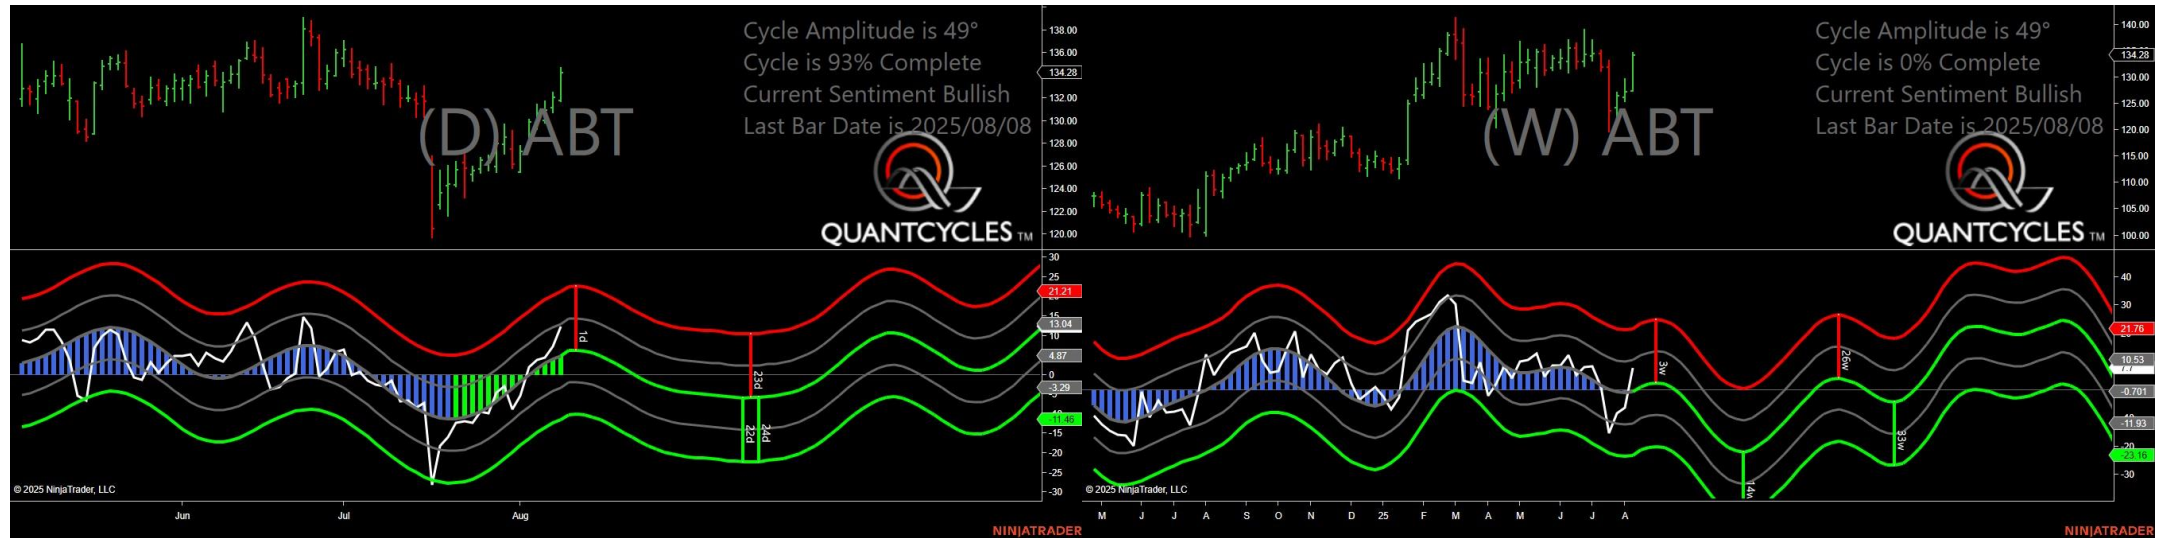 Cycle Amplitude is 49°
Cycle is 93% Complete
Current Sentiment Bullish
Last Bar Date is 2025/08/08
(D) ABT
QUANTCYCLES TM
138.00
136.00
134.28
132.00
130.00
128.00
126.00
124.00
122.00
120.00
30
25
21.21
15
13.04
10
4.87
0
-3.29
-11.46
-15
-20
-25
-30
1d
23d
22d
24d
© 2025 NinjaTrader, LLC
Jun
Jul
Aug
NINJATRADER
Cycle Amplitude is 49°
Cycle is 0% Complete
Current Sentiment Bullish
Last Bar Date is 2025/08/08
(W) ABT
QUANTCYCLES TM
140.00
134.28
130.00
125.00
120.00
115.00
110.00
105.00
100.00
40
30
21.76
10.53
7.7
-0.701
-11.93
-20
-23.16
-30
3w
26w
14w
33w
© 2025 NinjaTrader, LLC
M J J A S O N D 25 F M A M J J A
NINJATRADER